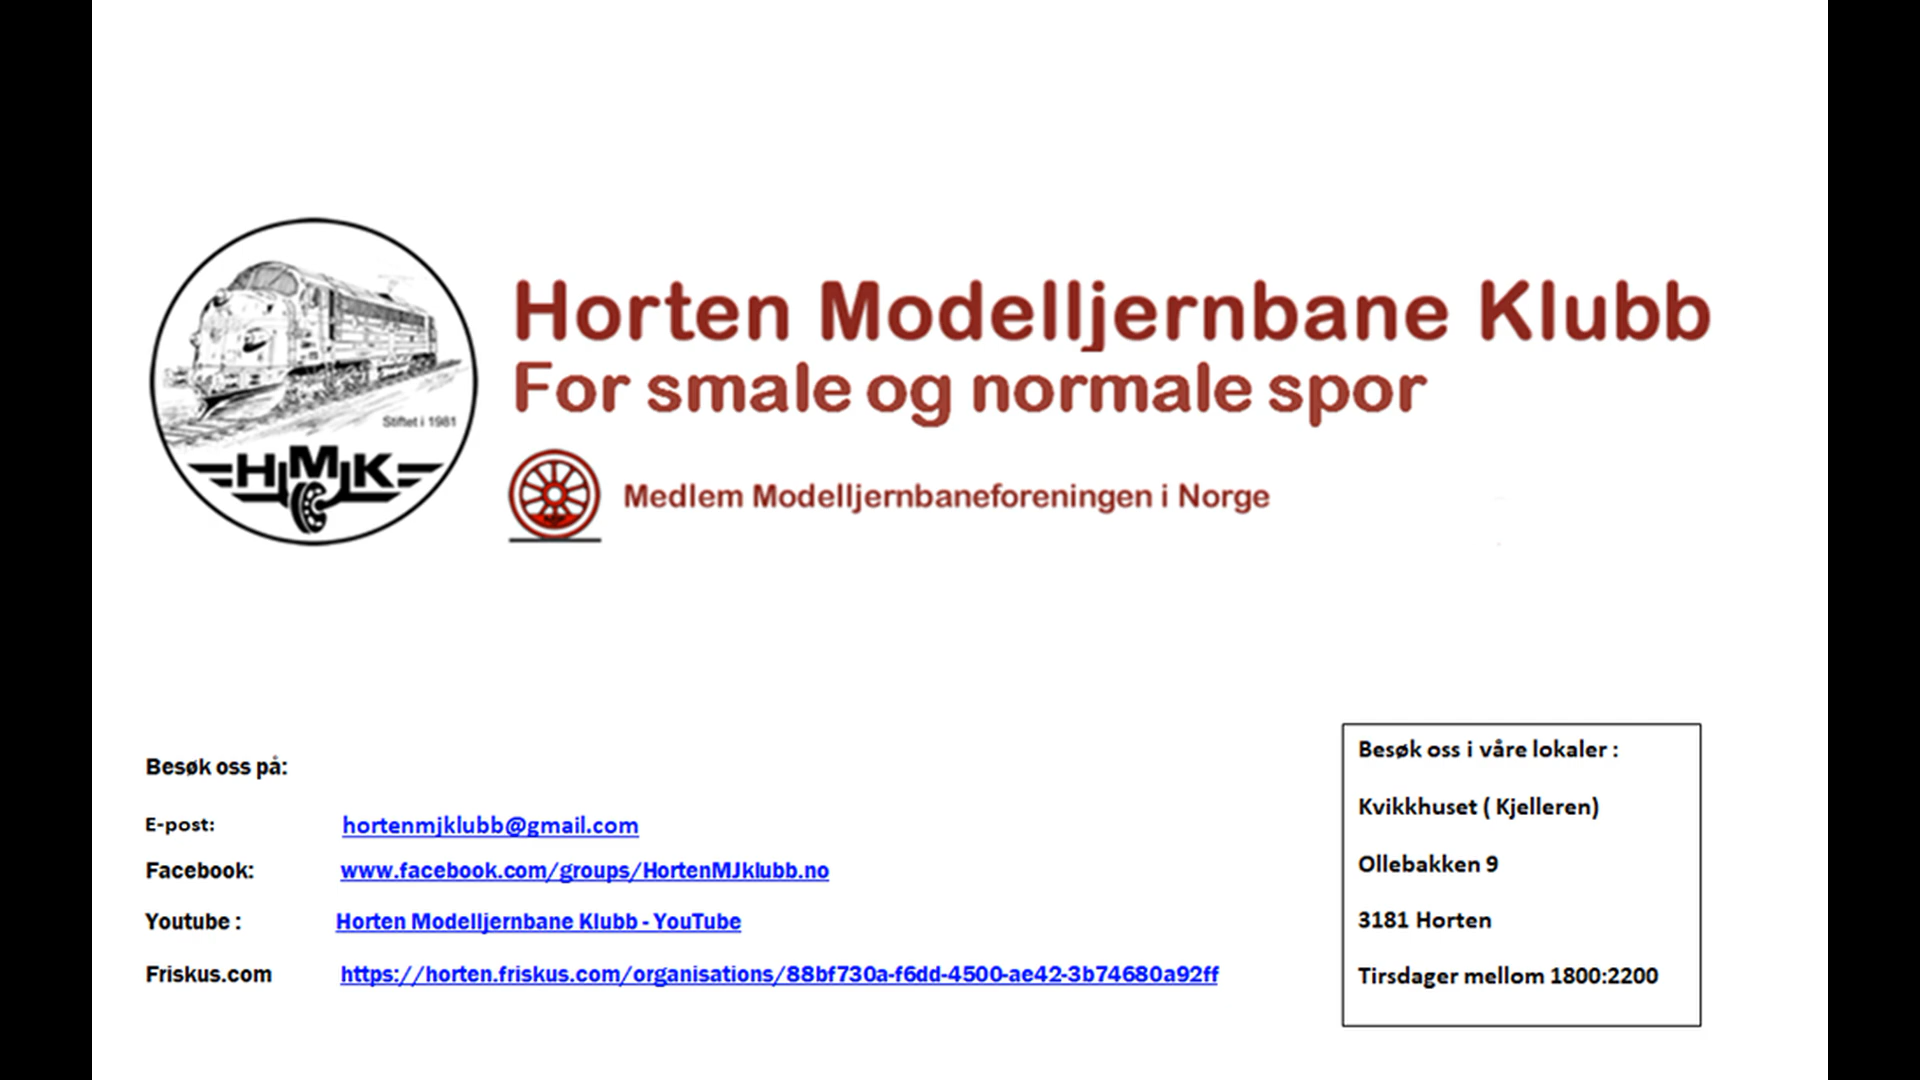 Horten Modelljernbane Klubb
For smale og normale spor
Stiftet i 1981
HMJK
Medlem Modelljernbaneforeningen i Norge
Besøk oss på:
E-post: hortenmjklubb@gmail.com
Facebook: www.facebook.com/groups/HortenMJklubb.no
Youtube : Horten Modelljernbane Klubb - YouTube
Friskus.com https://horten.friskus.com/organisations/88bf730a-f6dd-4500-ae42-3b74680a92ff
Besøk oss i våre lokaler :
Kvikkhuset ( Kjelleren)
Ollebakken 9
3181 Horten
Tirsdager mellom 1800:2200